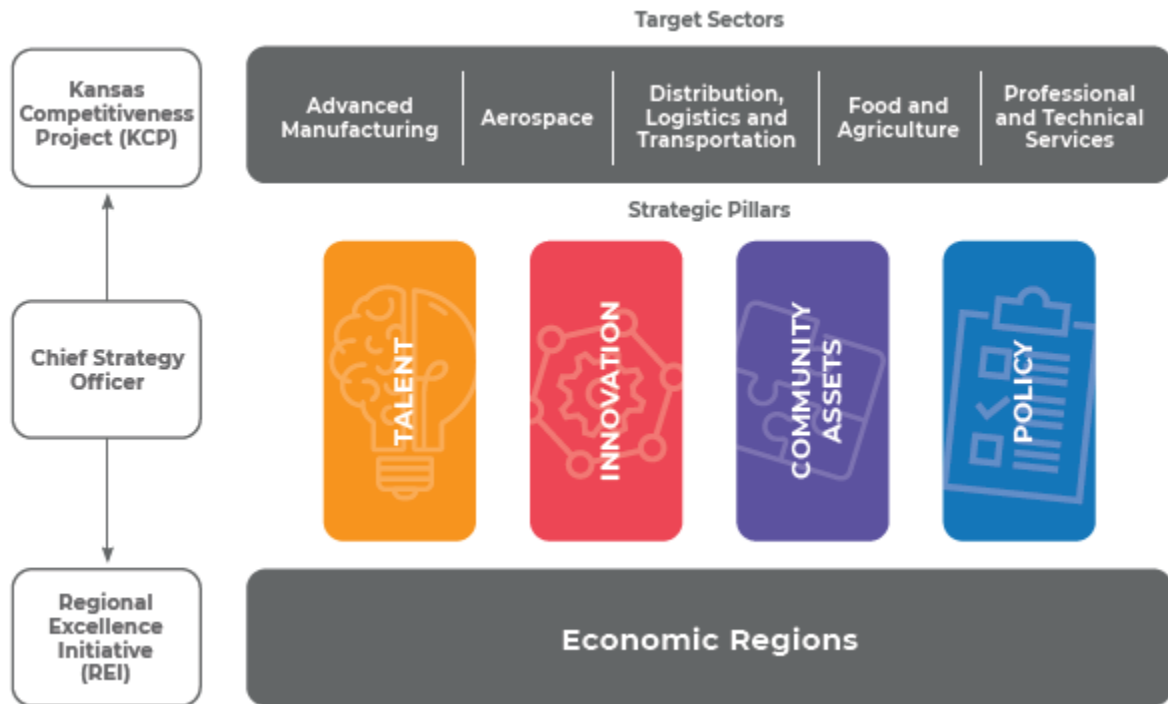 Target Sectors
Kansas
Competitiveness
Project (KCP)
Advanced
Manufacturing
Aerospace
Distribution,
Logistics and
Transportation
Food and
Agriculture
Professional
and Technical
Services
Strategic Pillars
Chief Strategy
Officer
TALENT
INNOVATION
COMMUNITY
ASSETS
POLICY
Regional
Excellence
Initiative
(REI)
Economic Regions